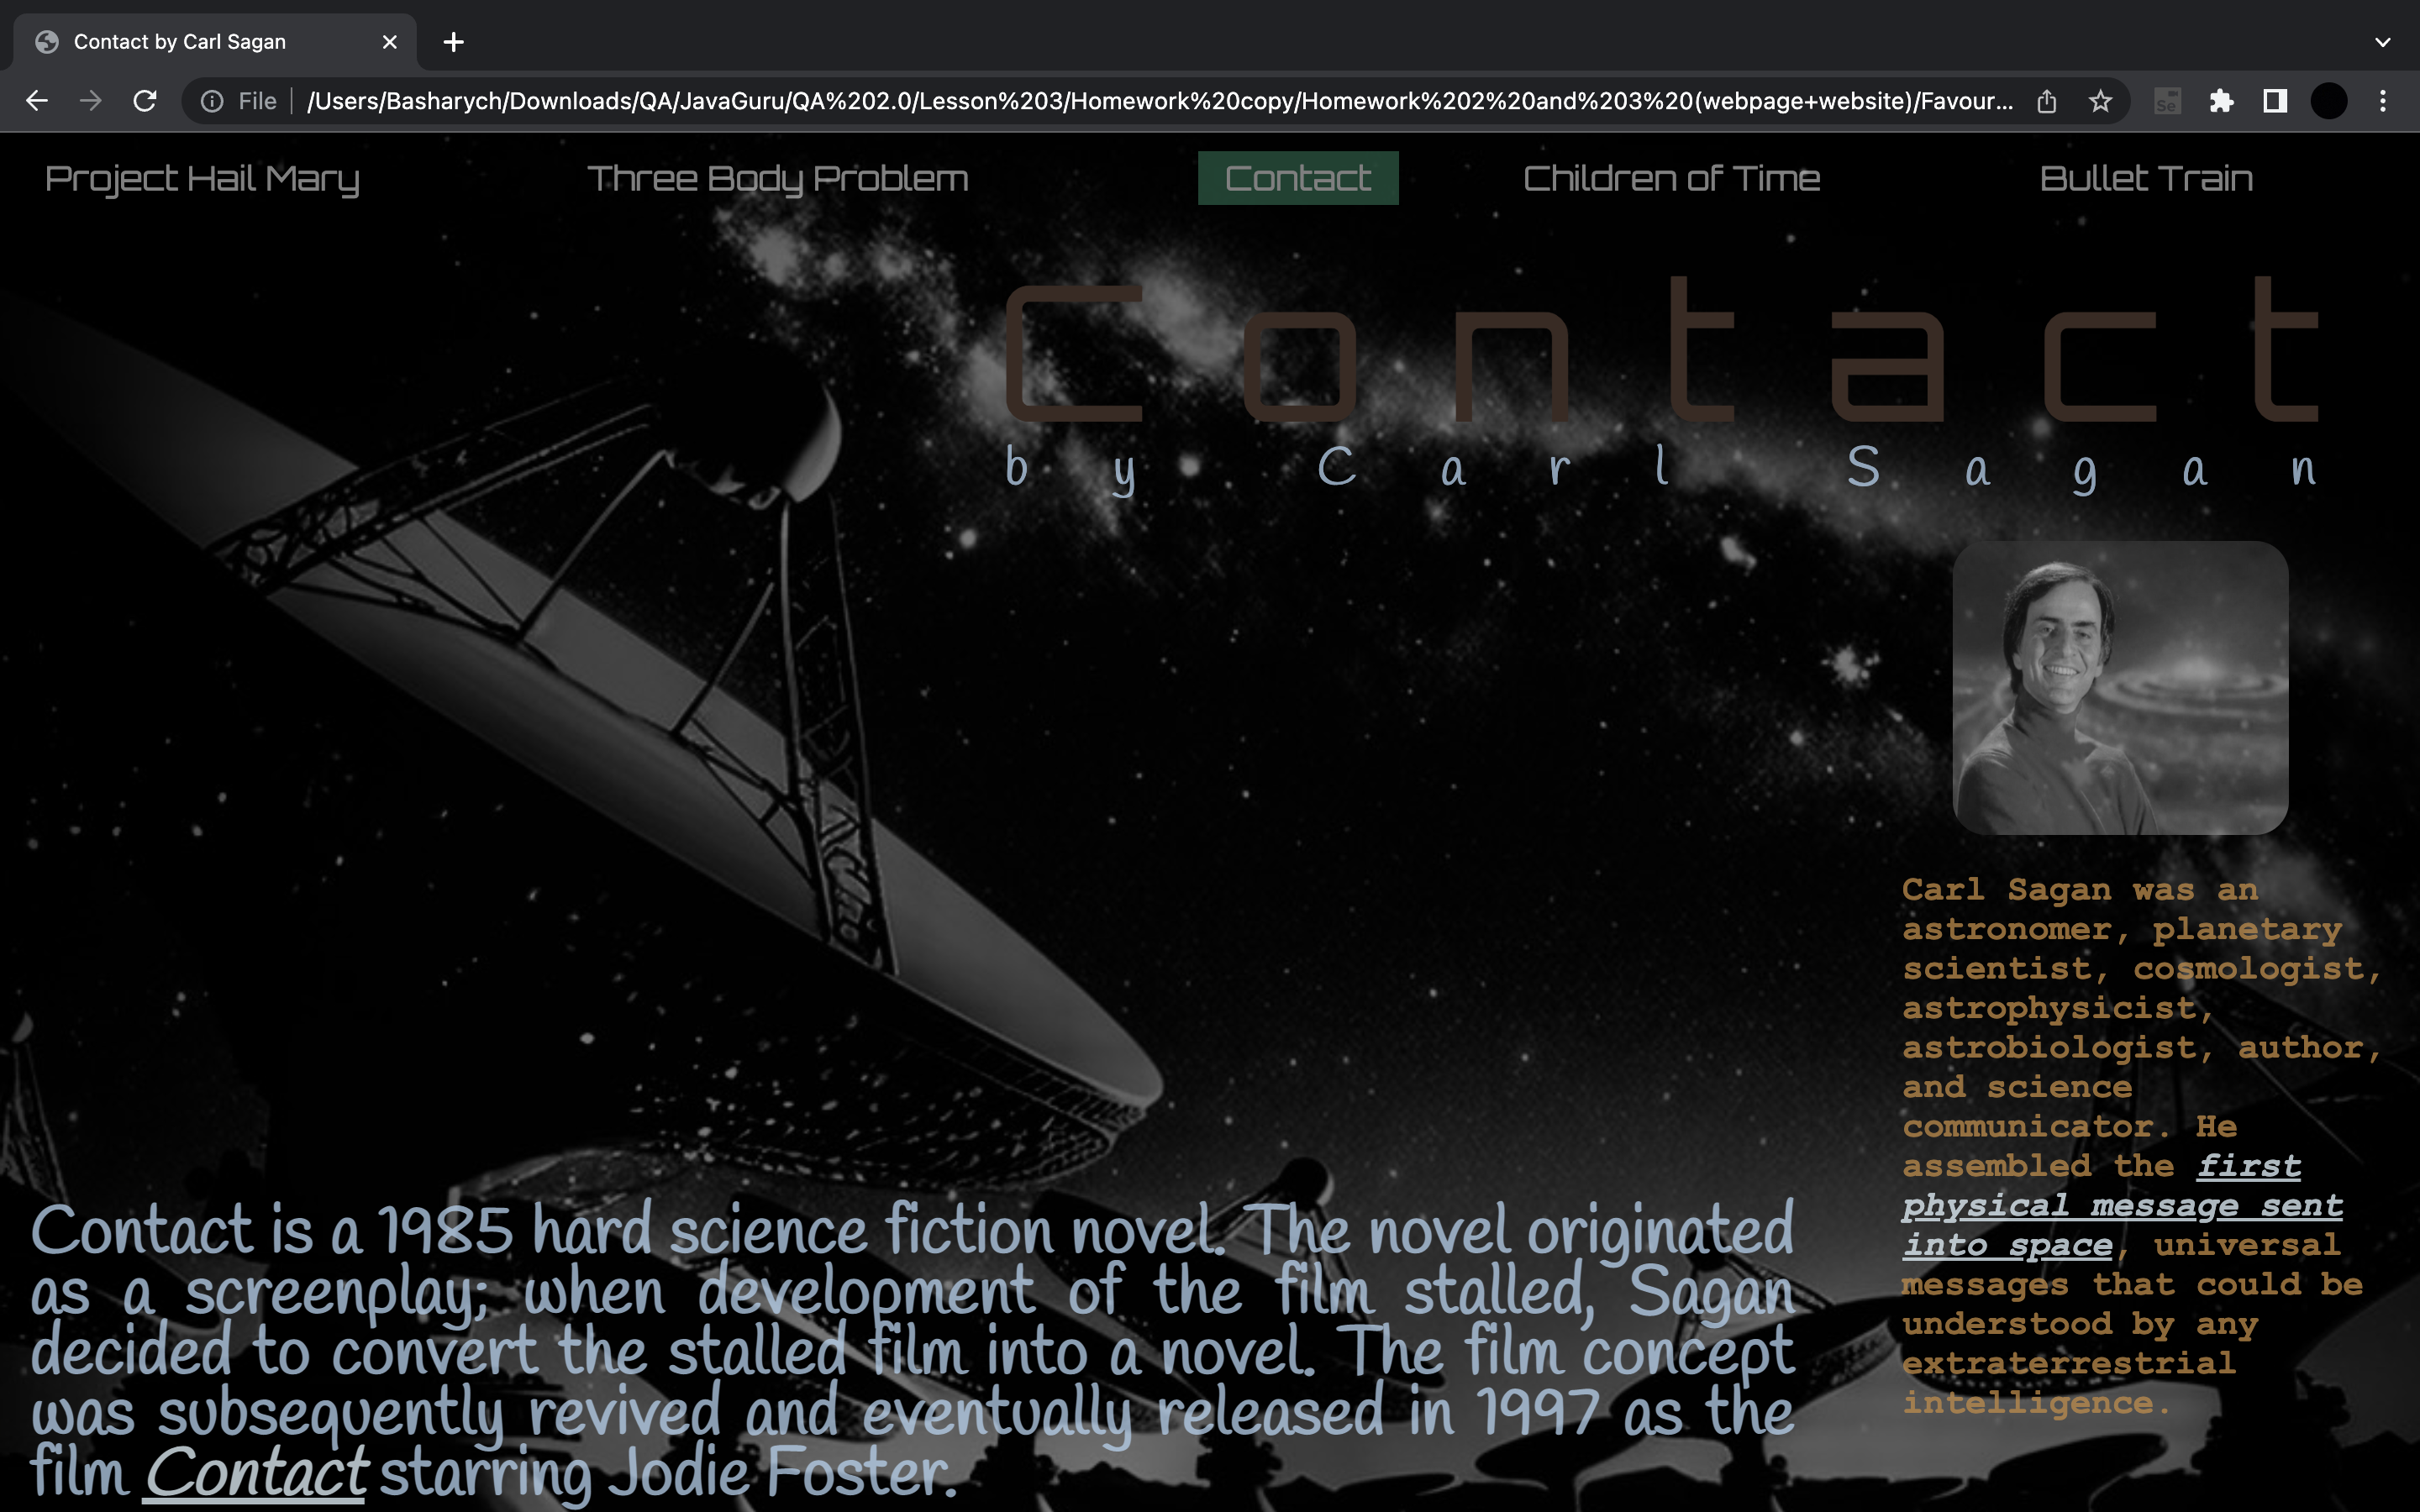 Contact by Carl Sagan
File
/Users/Basharych/Downloads/QA/JavaGuru/QA%202.0/Lesson%203/Homework%20copy/Homework%202%20and%203%20(webpage+website)/Favour...
Se
Project Hail Mary
Three Body Problem
Contact
Children of Time
Bullet Train
Contact
by Carl Sagan
Carl Sagan was an
astronomer, planetary
scientist, cosmologist,
astrophysicist,
astrobiologist, author,
and science
communicator. He
assembled the first
physical message sent
into space, universal
messages that could be
understood by any
extraterrestrial
intelligence.
Contact is a 1985 hard science fiction novel. The novel originated
as a screenplay; when development of the film stalled, Sagan
decided to convert the stalled film into a novel. The film concept
was subsequently revived and eventually released in 1997 as the
film Contact starring Jodie Foster.